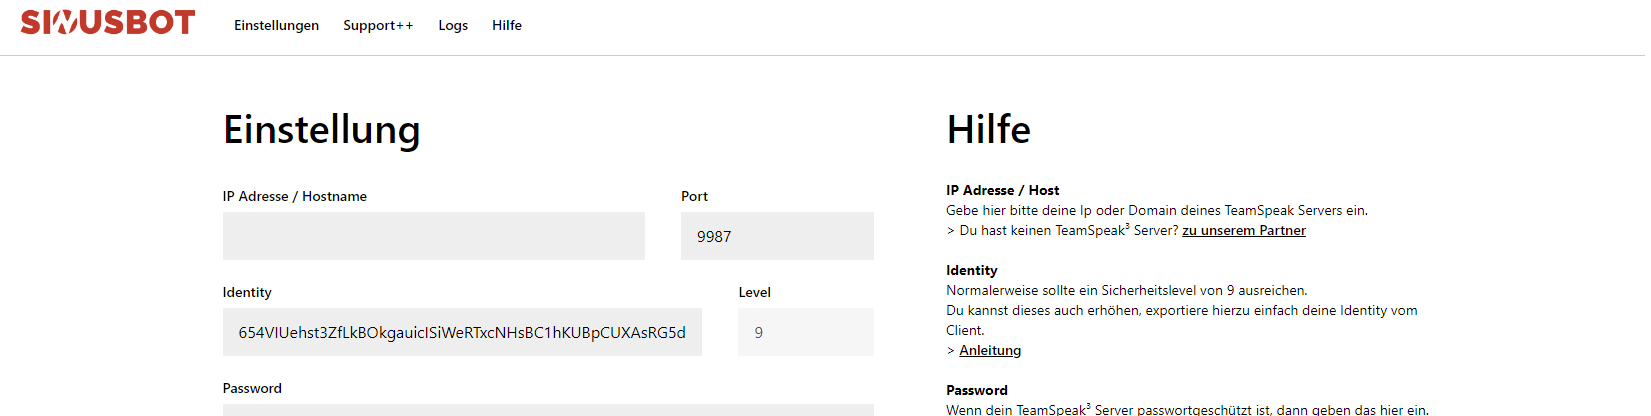 SINUSBOT
Einstellungen
Support++
Logs
Hilfe
Einstellung
IP Adresse / Hostname
Port
9987
Identity
Level
654VIUehst3ZfLkBOkgauicISiWeRTxcNHsBC1hKUBpCUXAsRG5d
9
Password
Hilfe
IP Adresse / Host
Gebe hier bitte deine Ip oder Domain deines TeamSpeak Servers ein.
> Du hast keinen TeamSpeak³ Server? zu unserem Partner
Identity
Normalerweise sollte ein Sicherheitslevel von 9 ausreichen.
Du kannst dieses auch erhöhen, exportiere hierzu einfach deine Identity vom
Client.
> Anleitung
Password
Wenn dein TeamSpeak³ Server passwortgeschützt ist, dann geben das hier ein.